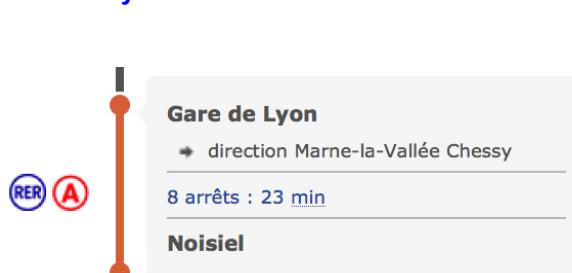 Gare de Lyon
direction Marne-la-Vallée Chessy
RER A
8 arrêts : 23 min
Noisiel